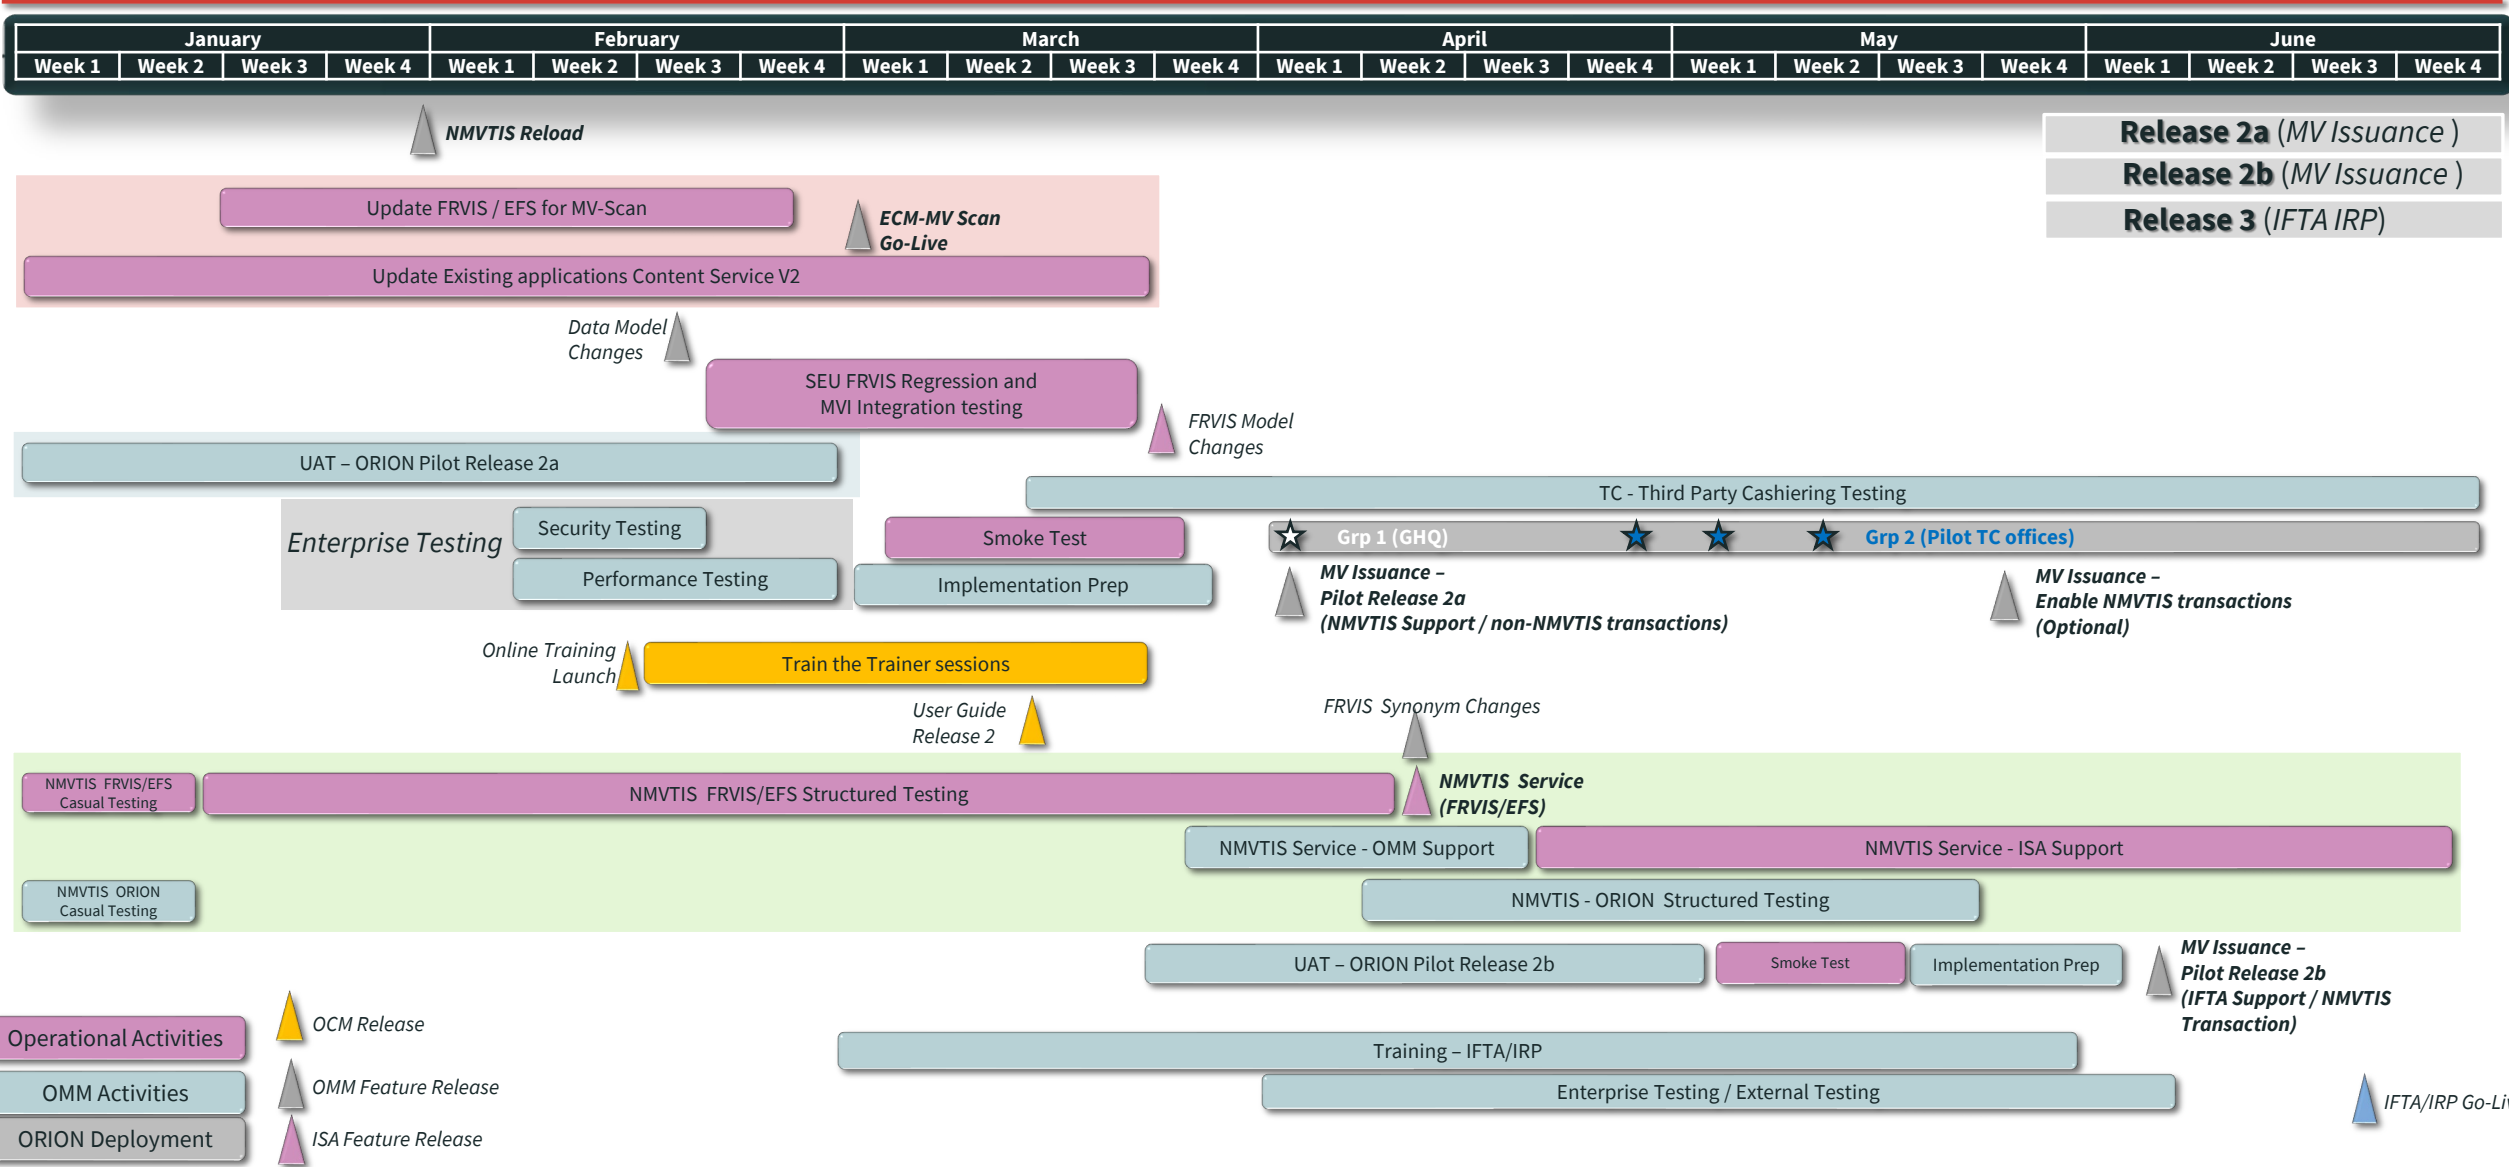 January February March April May June
Week 1 Week 2 Week 3 Week 4 Week 1 Week 2 Week 3 Week 4 Week 1 Week 2 Week 3 Week 4 Week 1 Week 2 Week 3 Week 4 Week 1 Week 2 Week 3 Week 4 Week 1 Week 2 Week 3 Week 4
NMVTIS Reload
Release 2a (MV Issuance )
Release 2b (MV Issuance )
Release 3 (IFTA IRP)
Update FRVIS / EFS for MV-Scan
ECM-MV Scan
Go-Live
Update Existing applications Content Service V2
Data Model
Changes
SEU FRVIS Regression and
MVI Integration testing
FRVIS Model
Changes
UAT – ORION Pilot Release 2a
TC - Third Party Cashiering Testing
Enterprise Testing
Security Testing
Performance Testing
Smoke Test
Implementation Prep
Grp 1 (GHQ)
Grp 2 (Pilot TC offices)
MV Issuance –
Pilot Release 2a
(NMVTIS Support / non-NMVTIS transactions)
MV Issuance –
Enable NMVTIS transactions
(Optional)
Online Training
Launch
Train the Trainer sessions
User Guide
Release 2
FRVIS Synonym Changes
NMVTIS FRVIS/EFS
Casual Testing
NMVTIS FRVIS/EFS Structured Testing
NMVTIS Service
(FRVIS/EFS)
NMVTIS Service - OMM Support
NMVTIS Service - ISA Support
NMVTIS ORION
Casual Testing
NMVTIS - ORION Structured Testing
UAT – ORION Pilot Release 2b
Smoke Test
Implementation Prep
MV Issuance –
Pilot Release 2b
(IFTA Support / NMVTIS
Transaction)
Operational Activities
OMM Activities
ORION Deployment
OCM Release
OMM Feature Release
ISA Feature Release
Training – IFTA/IRP
Enterprise Testing / External Testing
IFTA/IRP Go-Liv